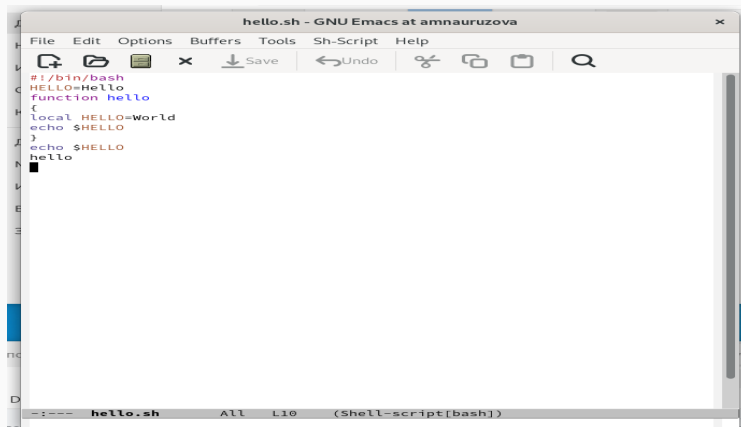 hello.sh - GNU Emacs at amnauruzova
File Edit Options Buffers Tools Sh-Script Help
Save Undo
#!/bin/bash
HELLO=Hello
function hello
{
local HELLO=World
echo $HELLO
}
echo $HELLO
hello
-:--- hello.sh All L10 (Shell-script[bash])